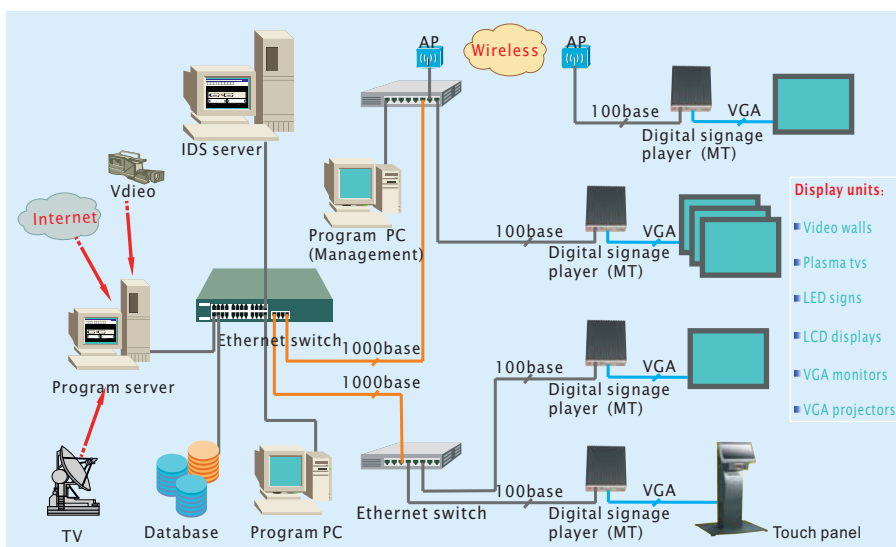 AP
Wireless
AP
IDS server
100base
VGA
Digital signage
player (MT)
Vdieo
Internet
Program PC
(Management)
100base
VGA
Digital signage
player (MT)
Display units:
Video walls
Plasma tvs
LED signs
LCD displays
VGA monitors
VGA projectors
Ethernet switch
1000base
1000base
Program server
100base
VGA
Digital signage
player (MT)
TV
Database
Program PC
Ethernet switch
100base
VGA
Digital signage
player (MT)
Touch panel